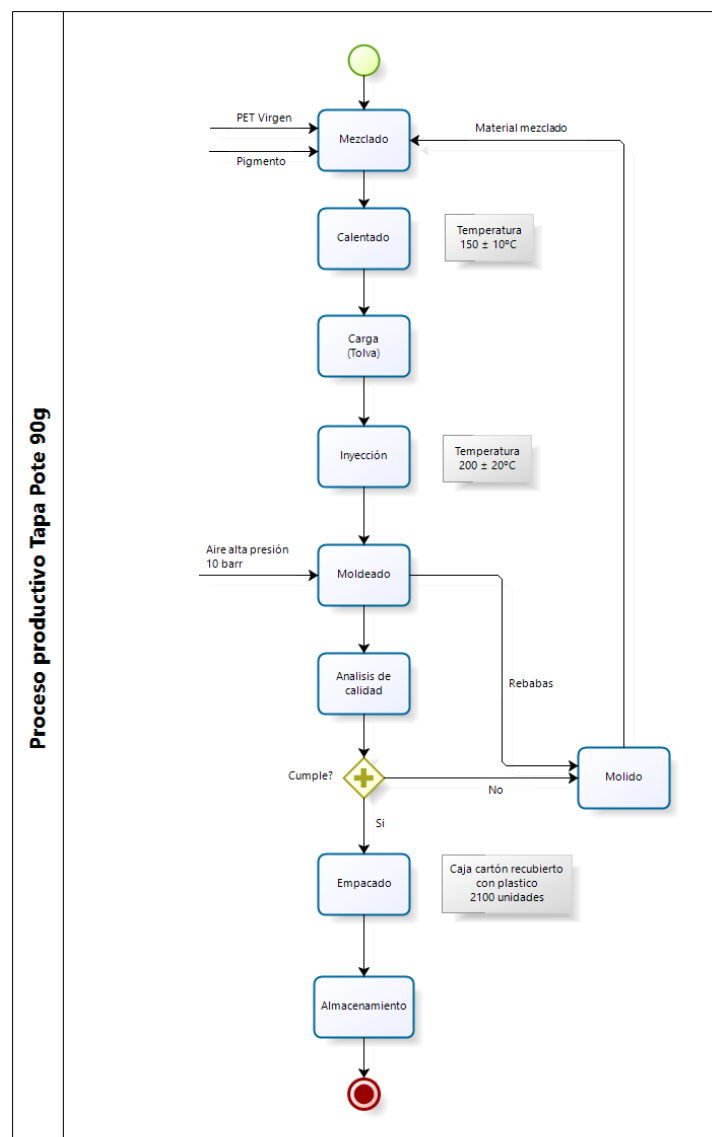 Proceso productivo Tapa Pote 90g
PET Virgen
Pigmento
Mezclado
Material mezclado
Calentado
Temperatura
150 ± 10ºC
Carga
(Tolva)
Inyección
Temperatura
200 ± 20ºC
Aire alta presión
10 barr
Moldeado
Analisis de
calidad
Rebabas
Cumple?
No
Molido
Si
Empacado
Caja cartón recubierto
con plastico
2100 unidades
Almacenamiento